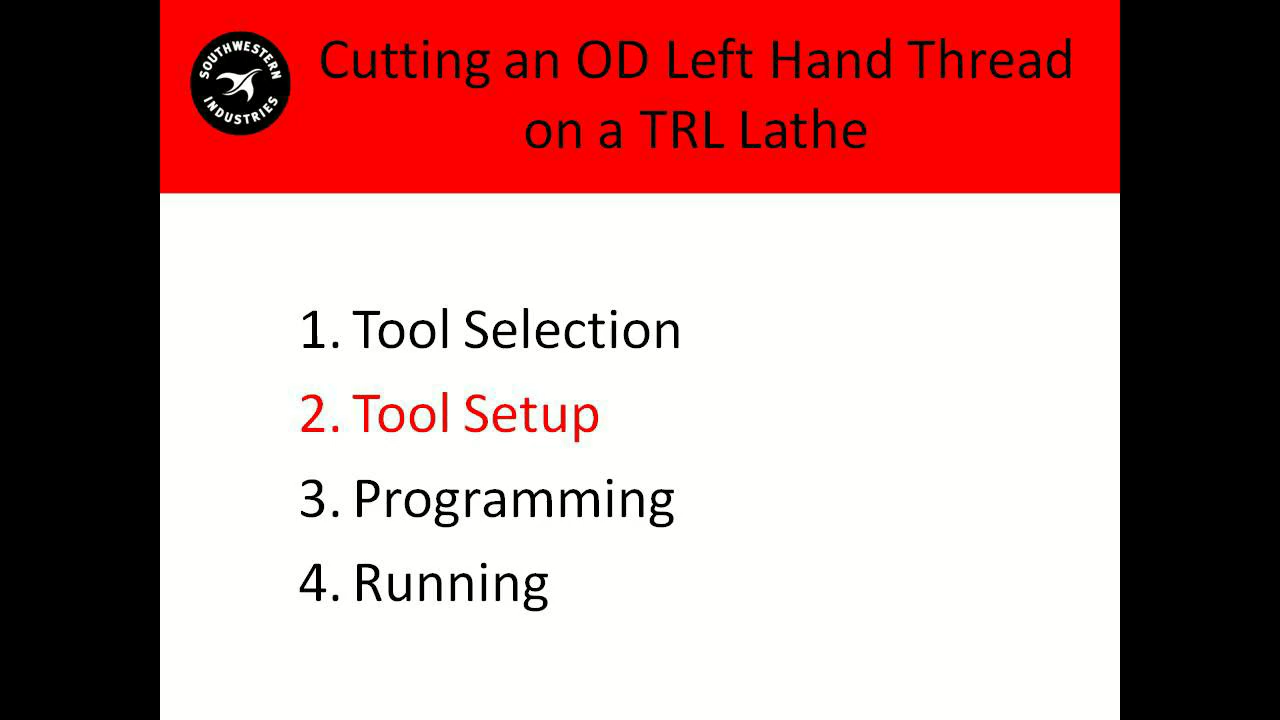 SOUTHWESTERN
INDUSTRIES
Cutting an OD Left Hand Thread
on a TRL Lathe
1. Tool Selection
2. Tool Setup
3. Programming
4. Running